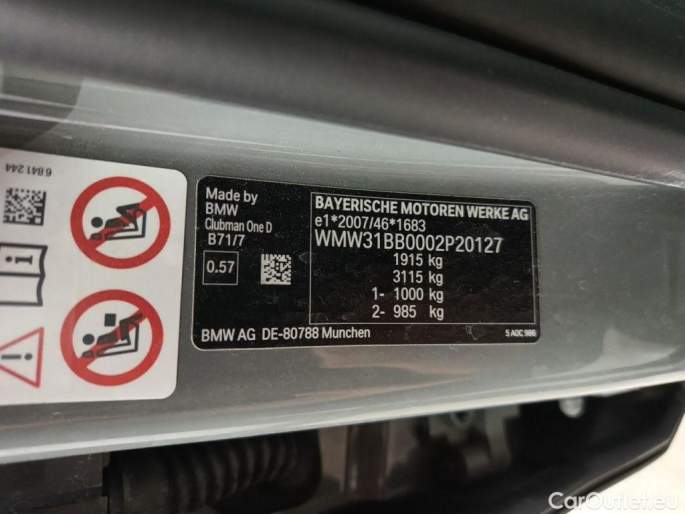 6 841 244
Made by
BMW
Clubman One D
B71/7
0.57
BMW AG DE-80788 Munchen
BAYERISCHE MOTOREN WERKE AG
e1*2007/46*1683
WMW31BB0002P20127
1915 kg
3115 kg
1- 1000 kg
2- 985 kg
5 A0C 986
CarOutlet.eu